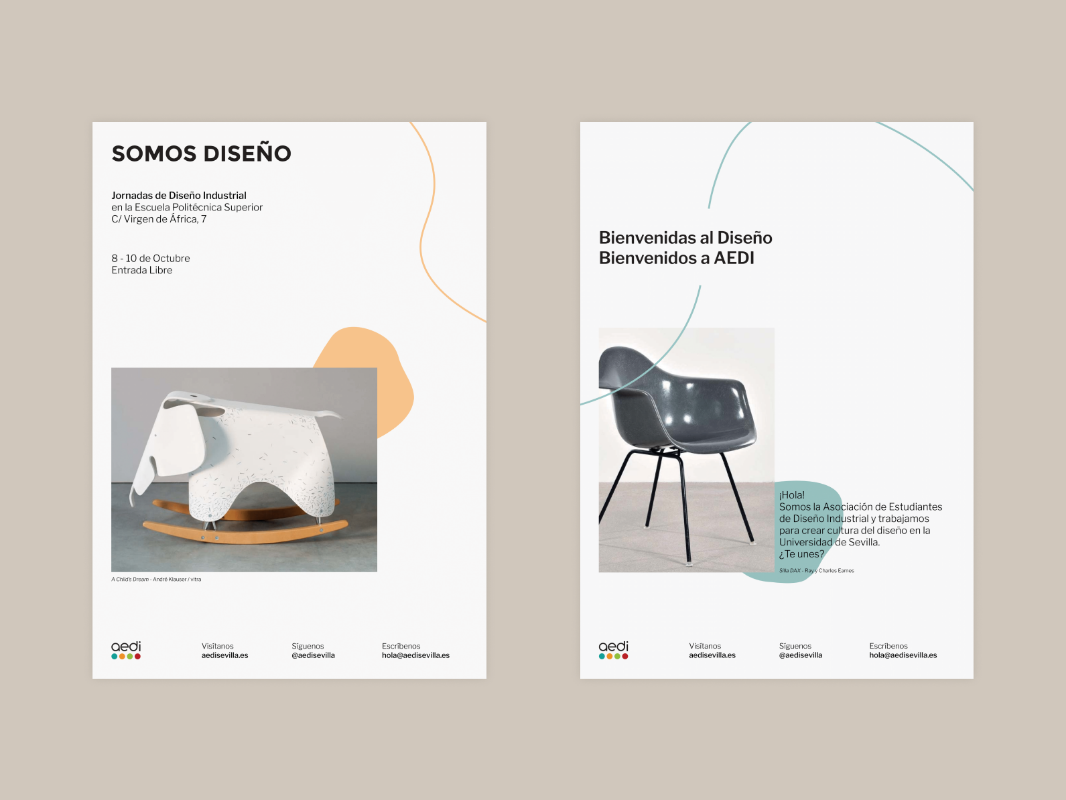 SOMOS DISEÑO
Jornadas de Diseño Industrial
en la Escuela Politécnica Superior
C/ Virgen de África, 7
8 - 10 de Octubre
Entrada Libre
A Child's Dream - André Klauser / vitra
aedi
Visítanos
aedisevilla.es
Síguenos
@aedisevilla
Escríbenos
hola@aedisevilla.es
Bienvenidas al Diseño
Bienvenidos a AEDI
¡Hola!
Somos la Asociación de Estudiantes
de Diseño Industrial y trabajamos
para crear cultura del diseño en la
Universidad de Sevilla.
¿Te unes?
Silla DAX - Ray y Charles Eames
aedi
Visítanos
aedisevilla.es
Síguenos
@aedisevilla
Escríbenos
hola@aedisevilla.es